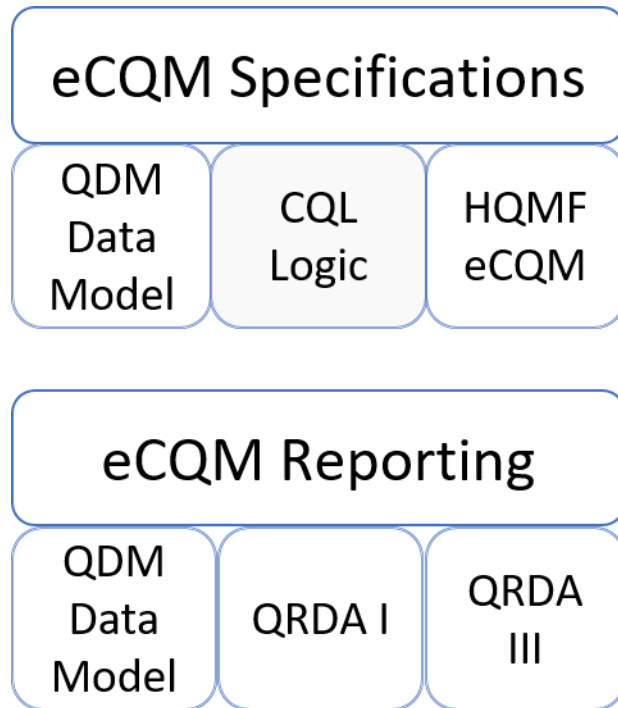 eCQM Specifications
QDM
Data
Model
CQL
Logic
HQMF
eCQM
eCQM Reporting
QDM
Data
Model
QRDA I
QRDA
III